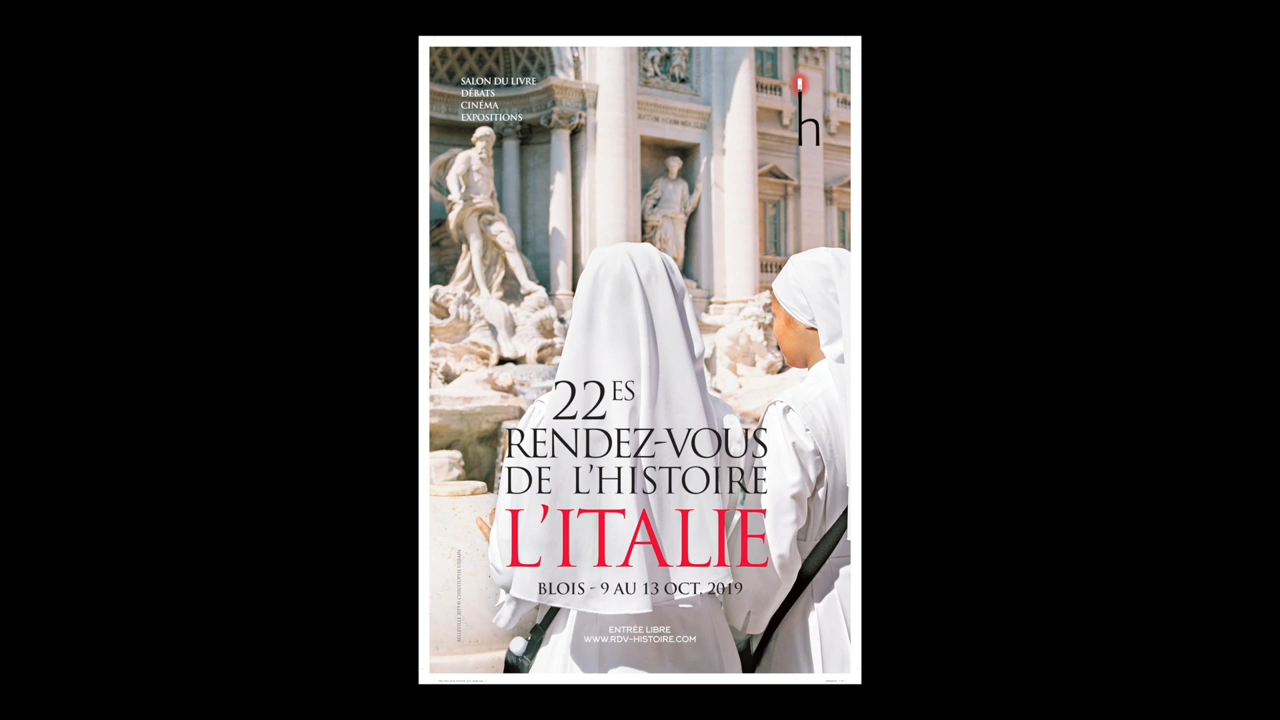 SALON DU LIVRE
DÉBATS
CINÉMA
EXPOSITIONS
h
22ES
RENDEZ-VOUS
DE L'HISTOIRE
L'ITALIE
BLOIS - 9 AU 13 OCT. 2019
ENTRÉE LIBRE
WWW.RDV-HISTOIRE.COM